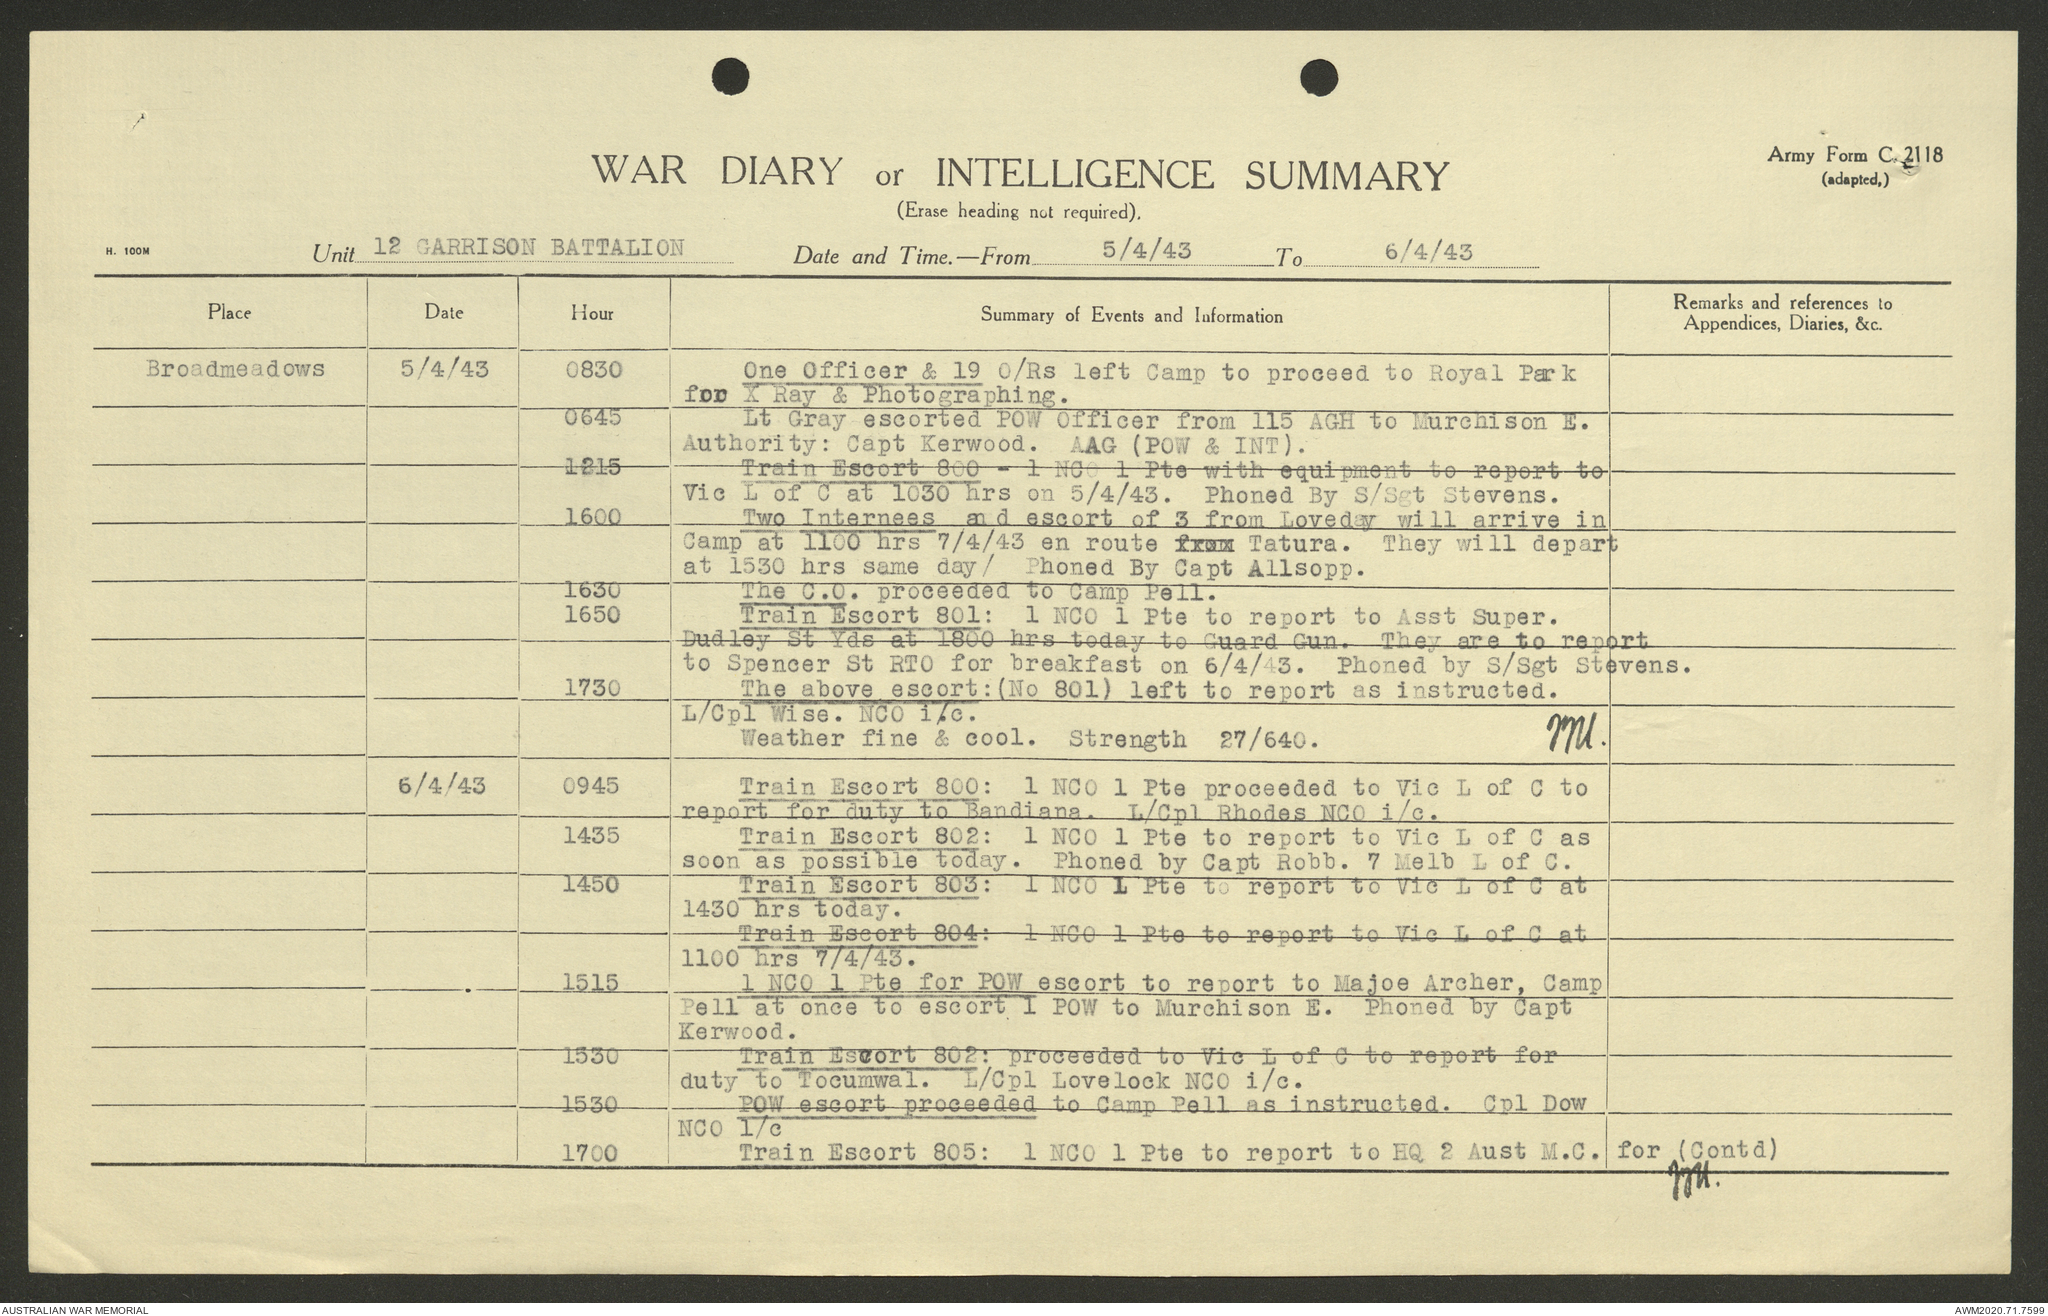 WAR DIARY or INTELLIGENCE SUMMARY
Army Form C. 2118
(adapted,)
(Erase heading not required).
H. 100M
Unit 12 GARRISON BATTALION Date and Time.—From 5/4/43 To 6/4/43
Place Date Hour Summary of Events and Information Remarks and references to
Appendices, Diaries, &c.
Broadmeadows 5/4/43 0830 One Officer & 19 O/Rs left Camp to proceed to Royal Park
for X Ray & Photographing.
0645 Lt Gray escorted POW Officer from 115 AGH to Murchison E.
Authority: Capt Kerwood. AAG (POW & INT).
1215 Train Escort 800 - 1 NCO 1 Pte with equipment to report to
Vic L of C at 1030 hrs on 5/4/43. Phoned By S/Sgt Stevens.
1600 Two Internees and escort of 3 from Loveday will arrive in
Camp at 1100 hrs 7/4/43 en route from Tatura. They will depart
at 1530 hrs same day/ Phoned By Capt Allsopp.
1630 The C.O. proceeded to Camp Pell.
1650 Train Escort 801: 1 NCO 1 Pte to report to Asst Super.
Dudley St Yds at 1800 hrs today to Guard Gun. They are to report
to Spencer St RTO for breakfast on 6/4/43. Phoned by S/Sgt Stevens.
1730 The above escort:(No 801) left to report as instructed.
L/Cpl Wise. NCO i/c.
Weather fine & cool. Strength 27/640.
6/4/43 0945 Train Escort 800: 1 NCO 1 Pte proceeded to Vic L of C to
report for duty to Bandiana. L/Cpl Rhodes NCO i/c.
1435 Train Escort 802: 1 NCO 1 Pte to report to Vic L of C as
soon as possible today. Phoned by Capt Robb. 7 Melb L of C.
1450 Train Escort 803: 1 NCO 1 Pte to report to Vic L of C at
1430 hrs today.
Train Escort 804: 1 NCO 1 Pte to report to Vic L of C at
1100 hrs 7/4/43.
1515 1 NCO 1 Pte for POW escort to report to Majoe Archer, Camp
Pell at once to escort 1 POW to Murchison E. Phoned by Capt
Kerwood.
1530 Train Escort 802: proceeded to Vic L of C to report for
duty to Tocumwal. L/Cpl Lovelock NCO i/c.
1530 POW escort proceeded to Camp Pell as instructed. Cpl Dow
NCO i/c
1700 Train Escort 805: 1 NCO 1 Pte to report to HQ 2 Aust M.C. for (Contd)
AUSTRALIAN WAR MEMORIAL
AWM2020.71.7599